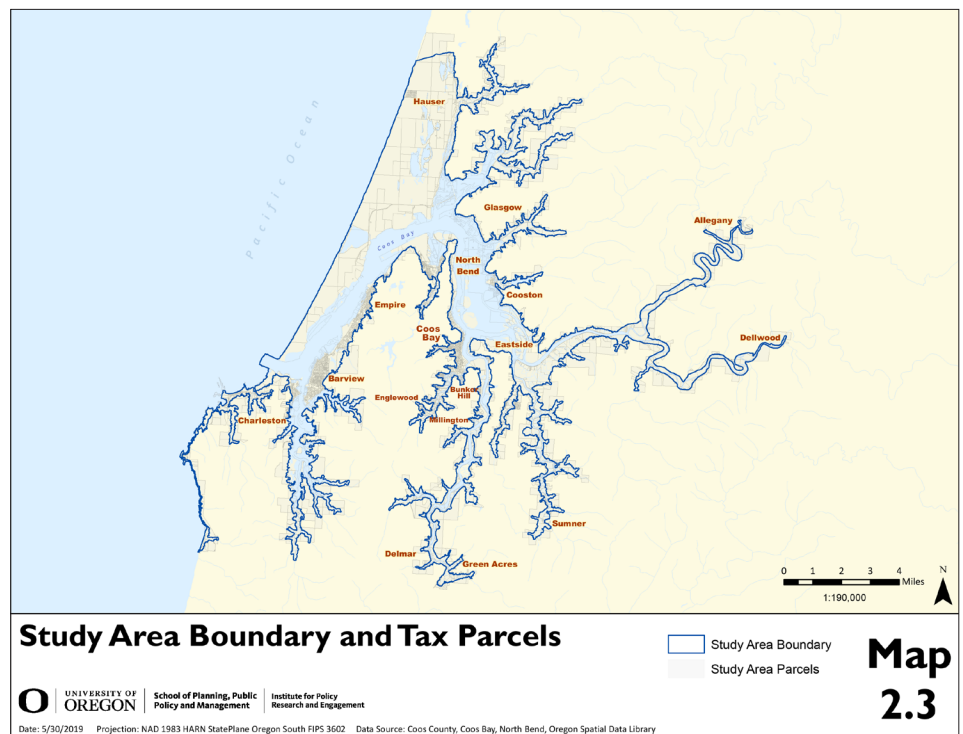 Hauser
Pacific Ocean
Glasgow
Allegany
Coos Bay
North
Bend
Cooston
Empire
Coos
Bay
Eastside
Dellwood
Barview
Englewood
Bunker
Hill
Charleston
Millington
Sumner
Delmar
Green Acres
0 1 2 3 4
Miles
N
1:190,000
Study Area Boundary and Tax Parcels
Study Area Boundary
Study Area Parcels
Map
2.3
O
UNIVERSITY OF
OREGON
School of Planning, Public
Policy and Management
Institute for Policy
Research and Engagement
Date: 5/30/2019 Projection: NAD 1983 HARN StatePlane Oregon South FIPS 3602 Data Source: Coos County, Coos Bay, North Bend, Oregon Spatial Data Library